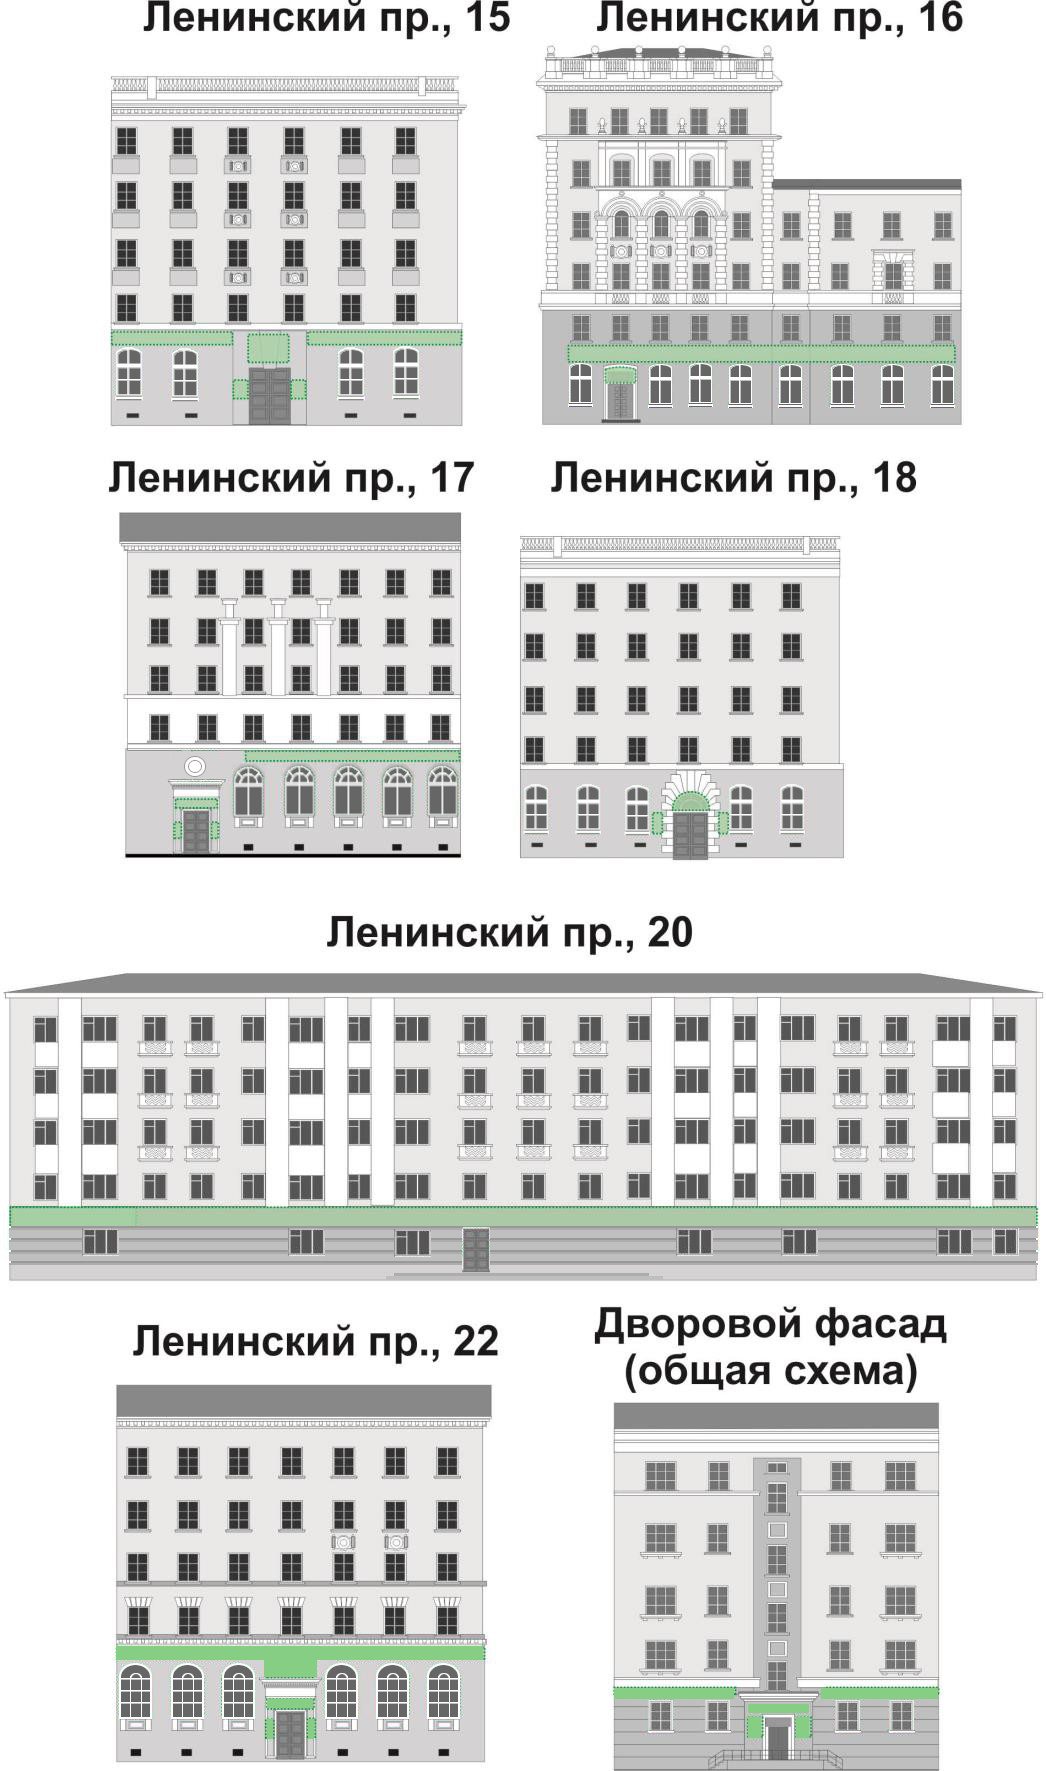 Ленинский пр., 15
Ленинский пр., 16
Ленинский пр., 17
Ленинский пр., 18
Ленинский пр., 20
Ленинский пр., 22
Дворовой фасад
(общая схема)